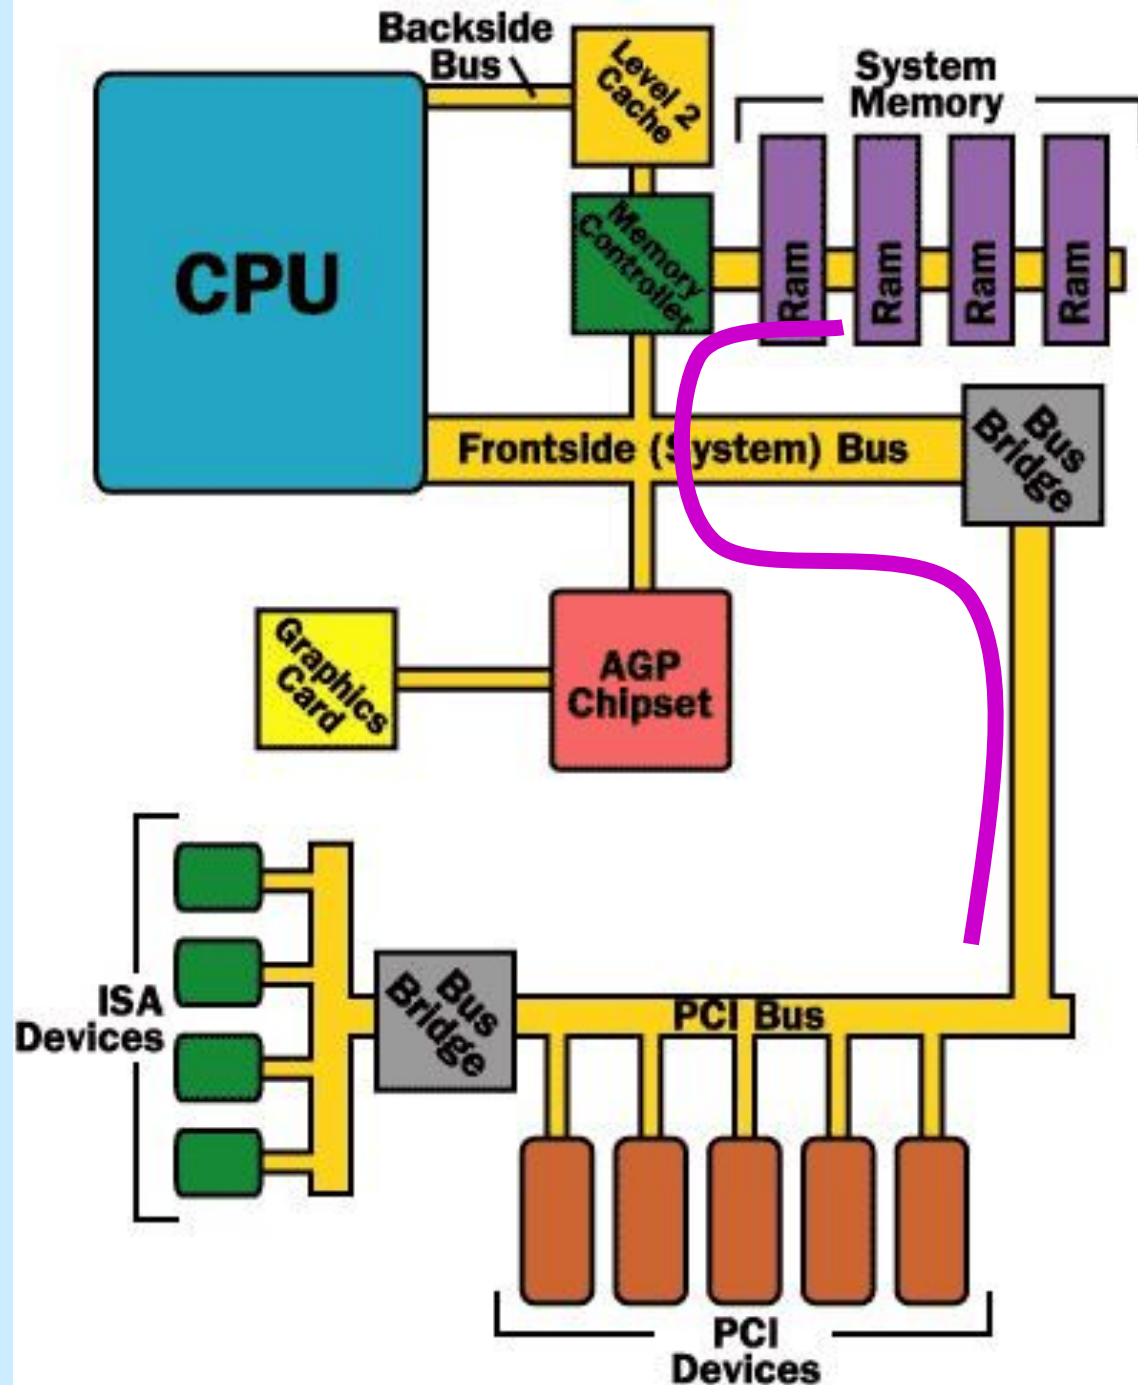 Backside
Bus
Level 2
Cache
System
Memory
CPU
Memory
Controller
Ram
Ram
Ram
Ram
Frontside (System) Bus
Bus
Bridge
Graphics
Card
AGP
Chipset
ISA
Devices
Bus
Bridge
PCI Bus
PCI
Devices